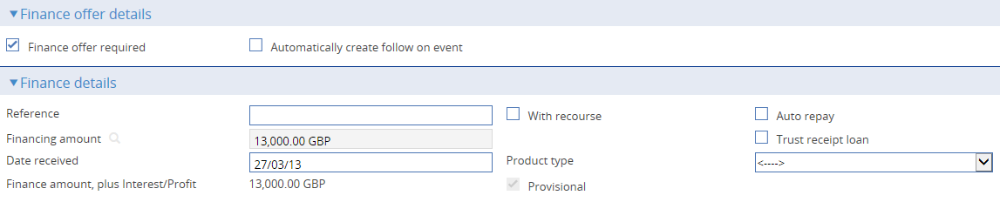 Finance offer details
Finance offer required Automatically create follow on event
Finance details
Reference With recourse Auto repay
Financing amount 13,000.00 GBP Trust receipt loan
Date received 27/03/13 Product type <---->
Finance amount, plus Interest/Profit 13,000.00 GBP Provisional